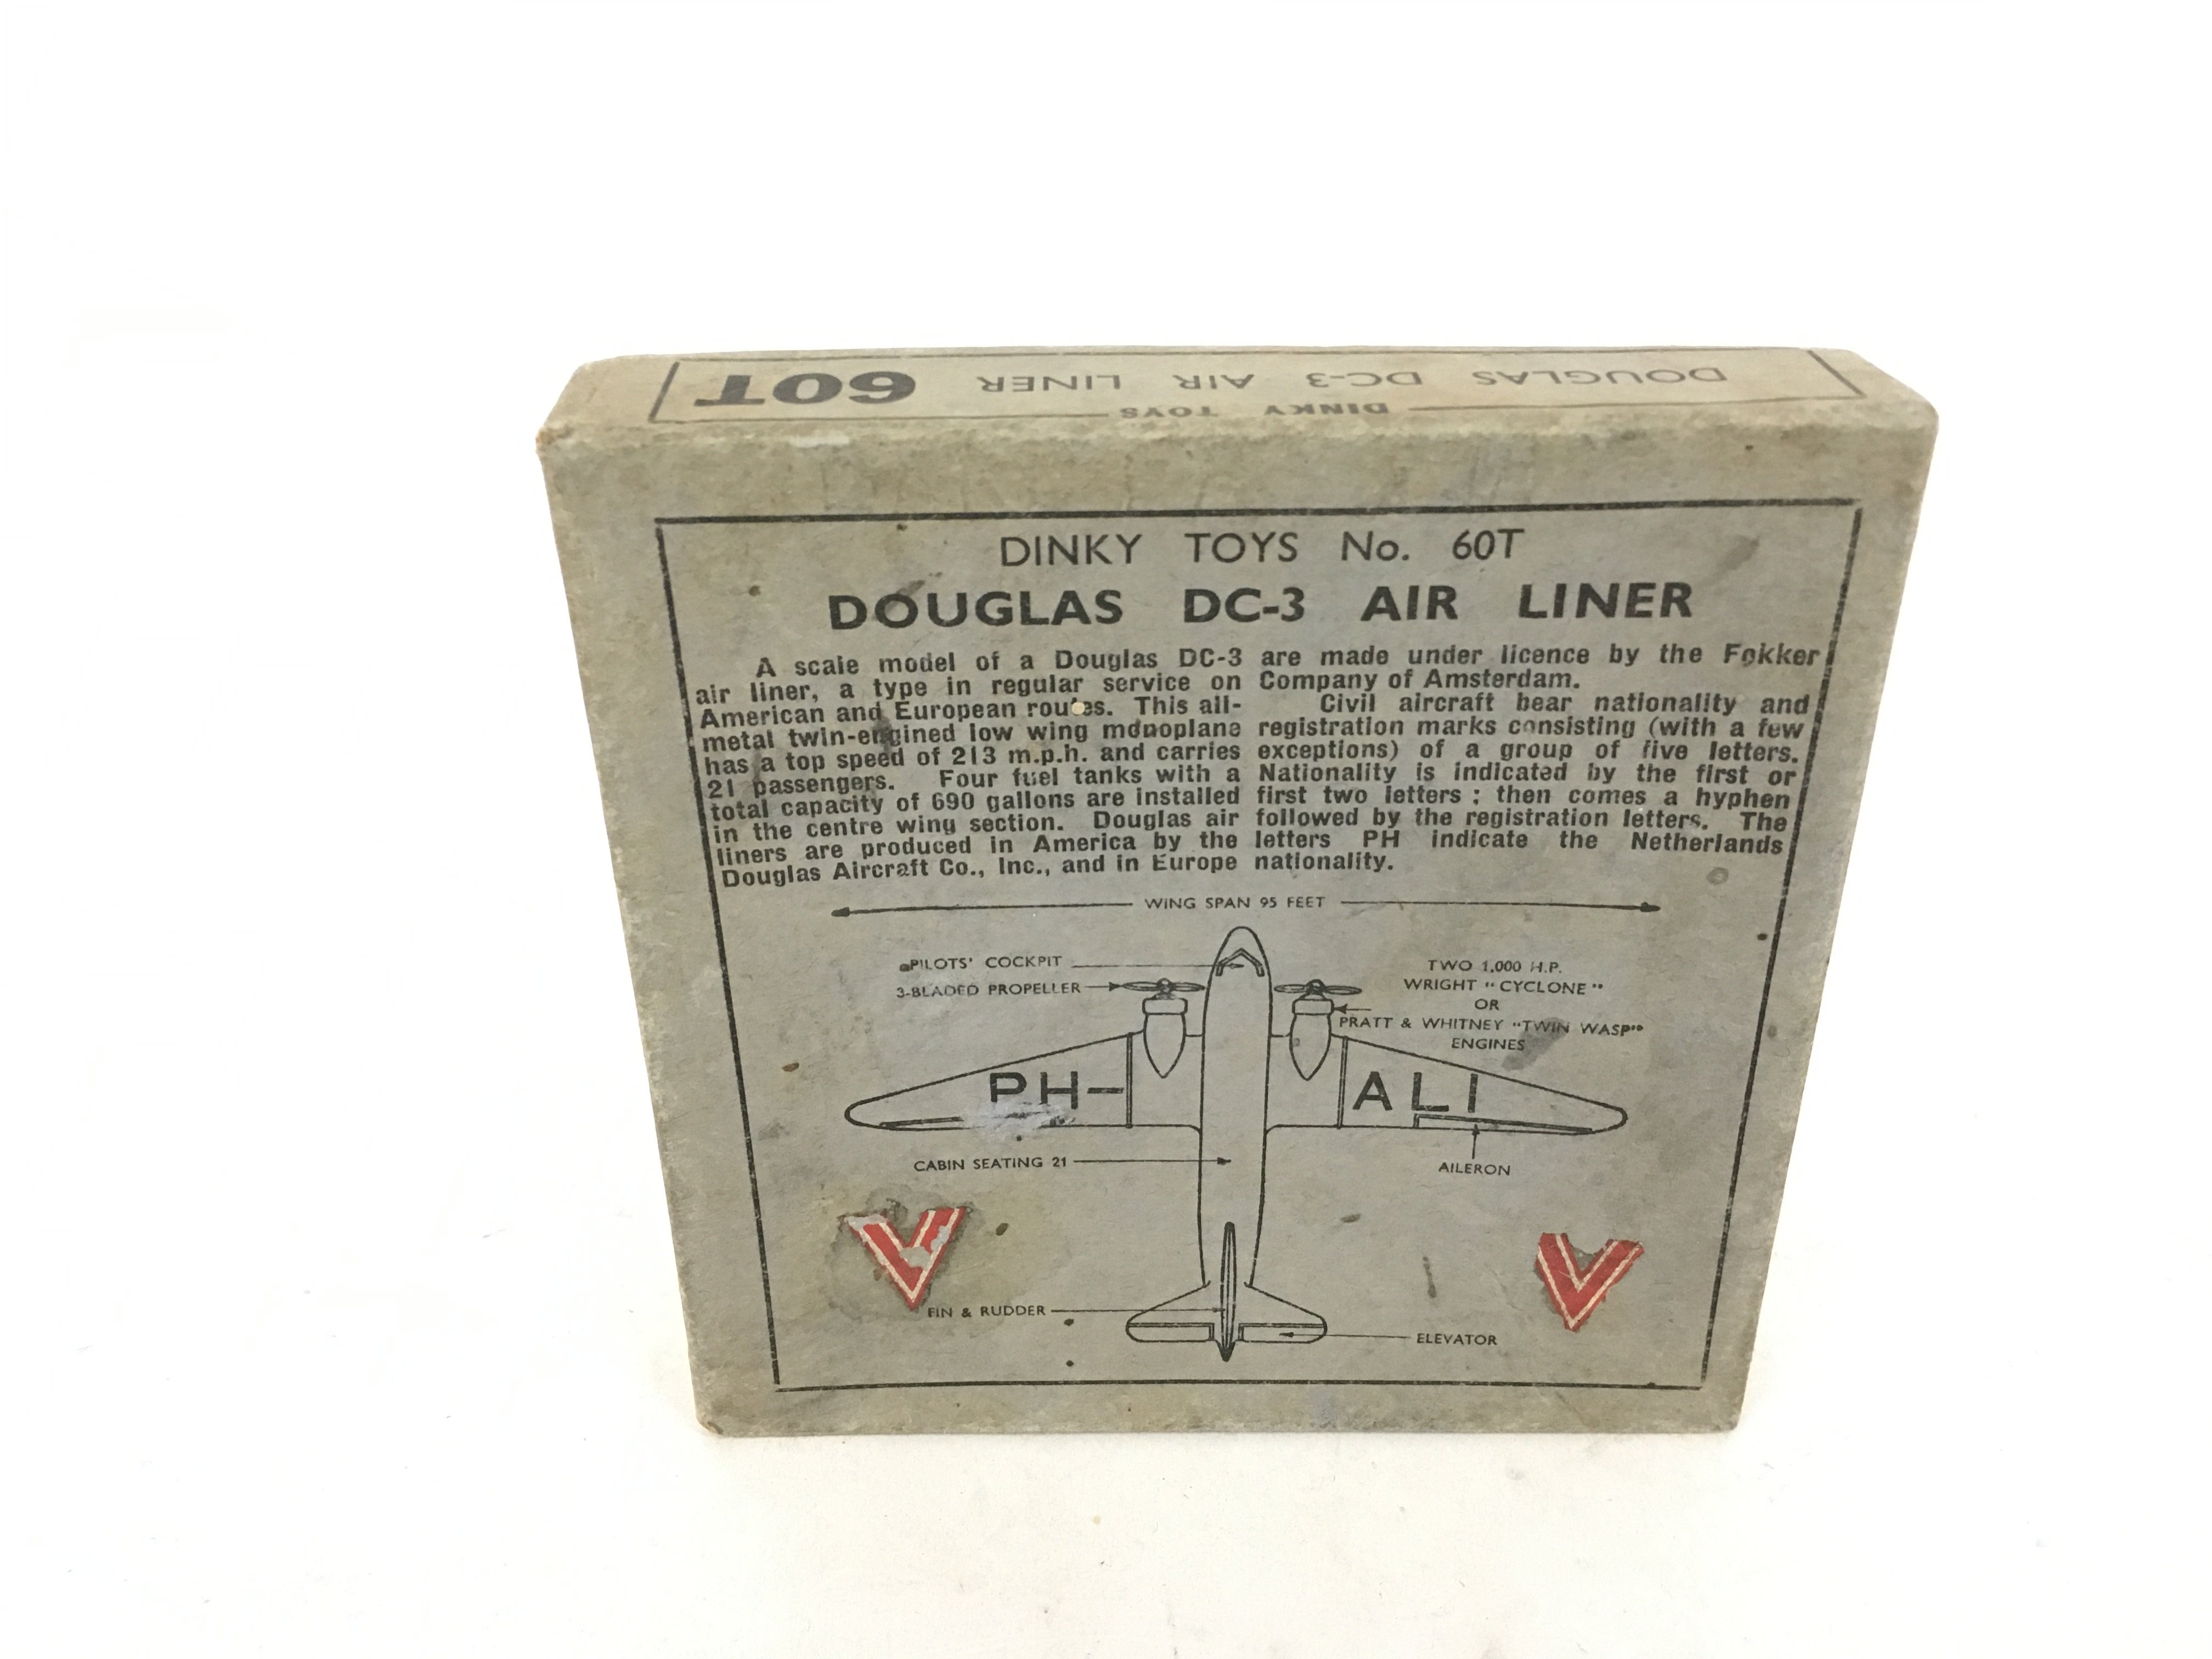 DOUGLAS DC-3 AIR LINER 60T
DINKY TOYS
DINKY TOYS No. 60T
DOUGLAS DC-3 AIR LINER
A scale model of a Douglas DC-3
air liner, a type in regular service on
American and European routes. This all-
metal twin-engined low wing monoplane
has a top speed of 213 m.p.h. and carries
21 passengers. Four fuel tanks with a
total capacity of 690 gallons are installed
in the centre wing section. Douglas air
liners are produced in America by the
Douglas Aircraft Co., Inc., and in Europe
are made under licence by the Fokker
Company of Amsterdam.
Civil aircraft bear nationality and
registration marks consisting (with a few
exceptions) of a group of five letters.
Nationality is indicated by the first or
first two letters ; then comes a hyphen
followed by the registration letters. The
letters PH indicate the Netherlands
nationality.
WING SPAN 95 FEET
PILOTS' COCKPIT
3-BLADED PROPELLER
TWO 1,000 H.P.
WRIGHT "CYCLONE"
OR
PRATT & WHITNEY "TWIN WASP"
ENGINES
PH-ALI
CABIN SEATING 21
AILERON
V V
FIN & RUDDER
ELEVATOR